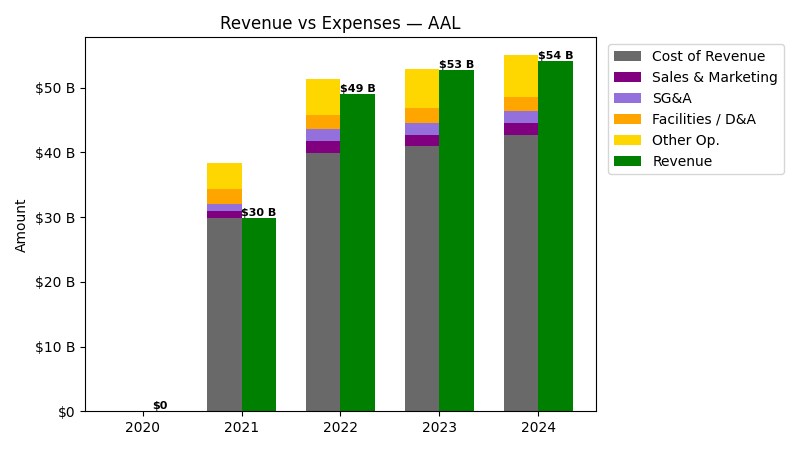 Revenue vs Expenses — AAL
Amount
$50 B
$40 B
$30 B
$20 B
$10 B
$0
$0
$30 B
$49 B
$53 B
$54 B
2020
2021
2022
2023
2024
Cost of Revenue
Sales & Marketing
SG&A
Facilities / D&A
Other Op.
Revenue